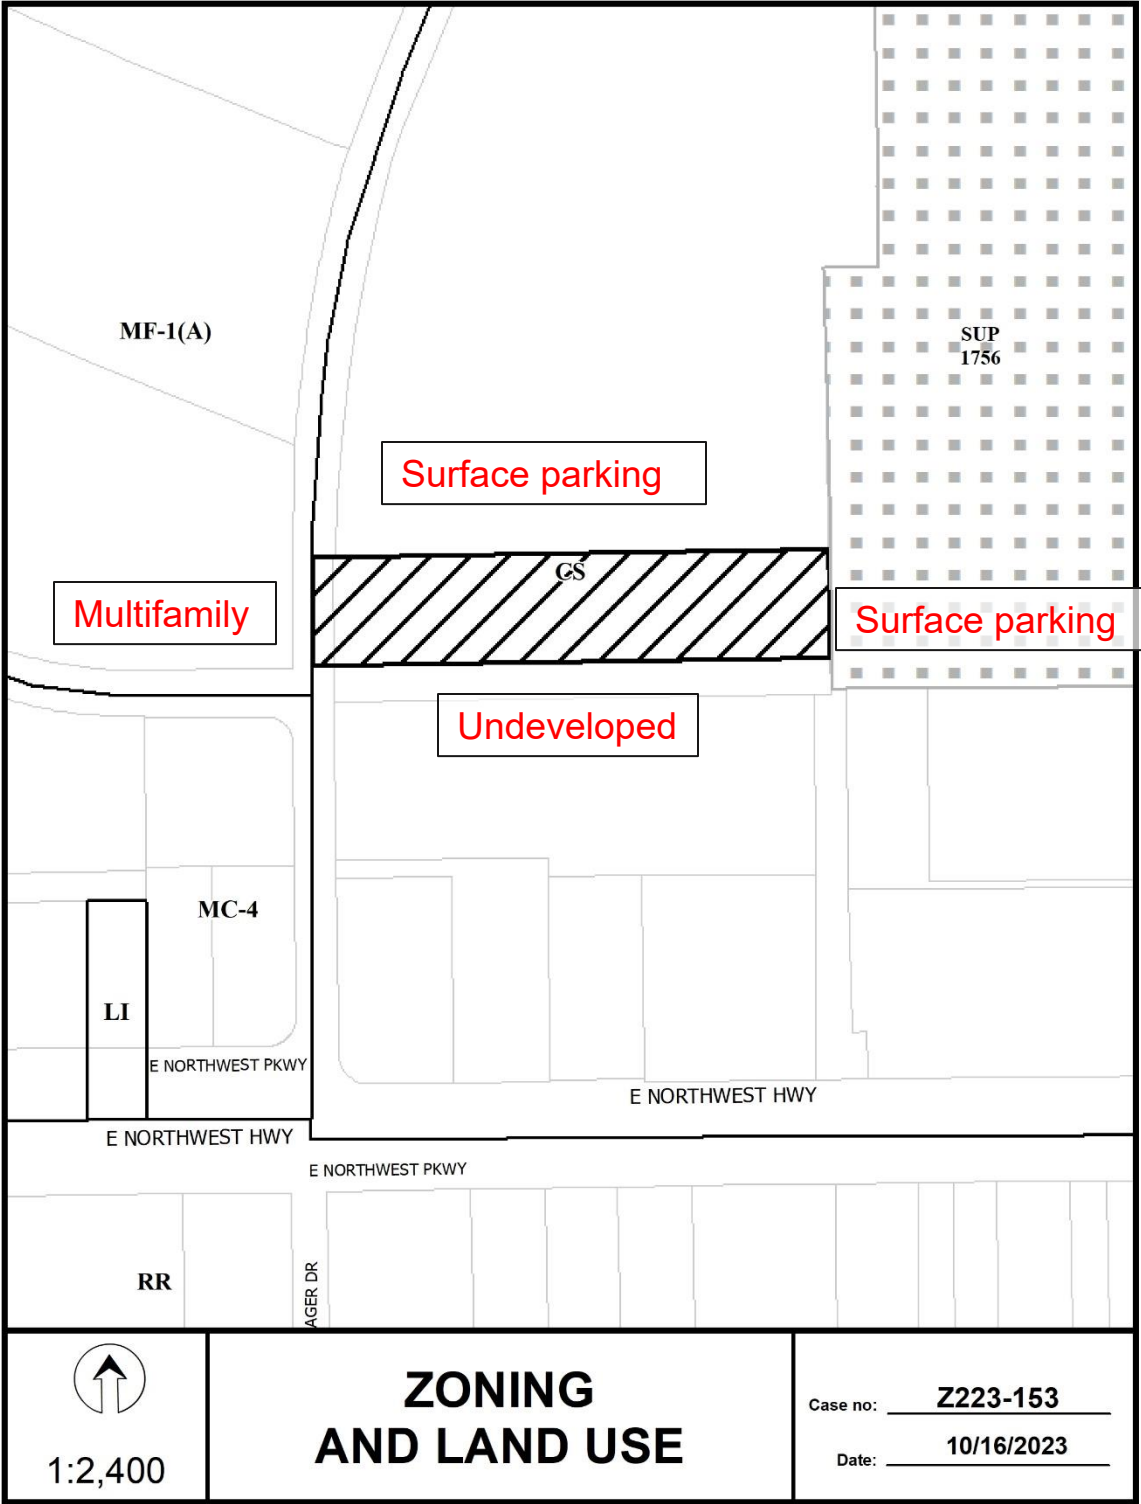 MF-1(A)
SUP
1756
Surface parking
CS
Multifamily
Surface parking
Undeveloped
MC-4
LI
E NORTHWEST PKWY
E NORTHWEST HWY
E NORTHWEST HWY
E NORTHWEST PKWY
RR
AGER DR
1:2,400
ZONING
AND LAND USE
Case no: Z223-153
Date: 10/16/2023